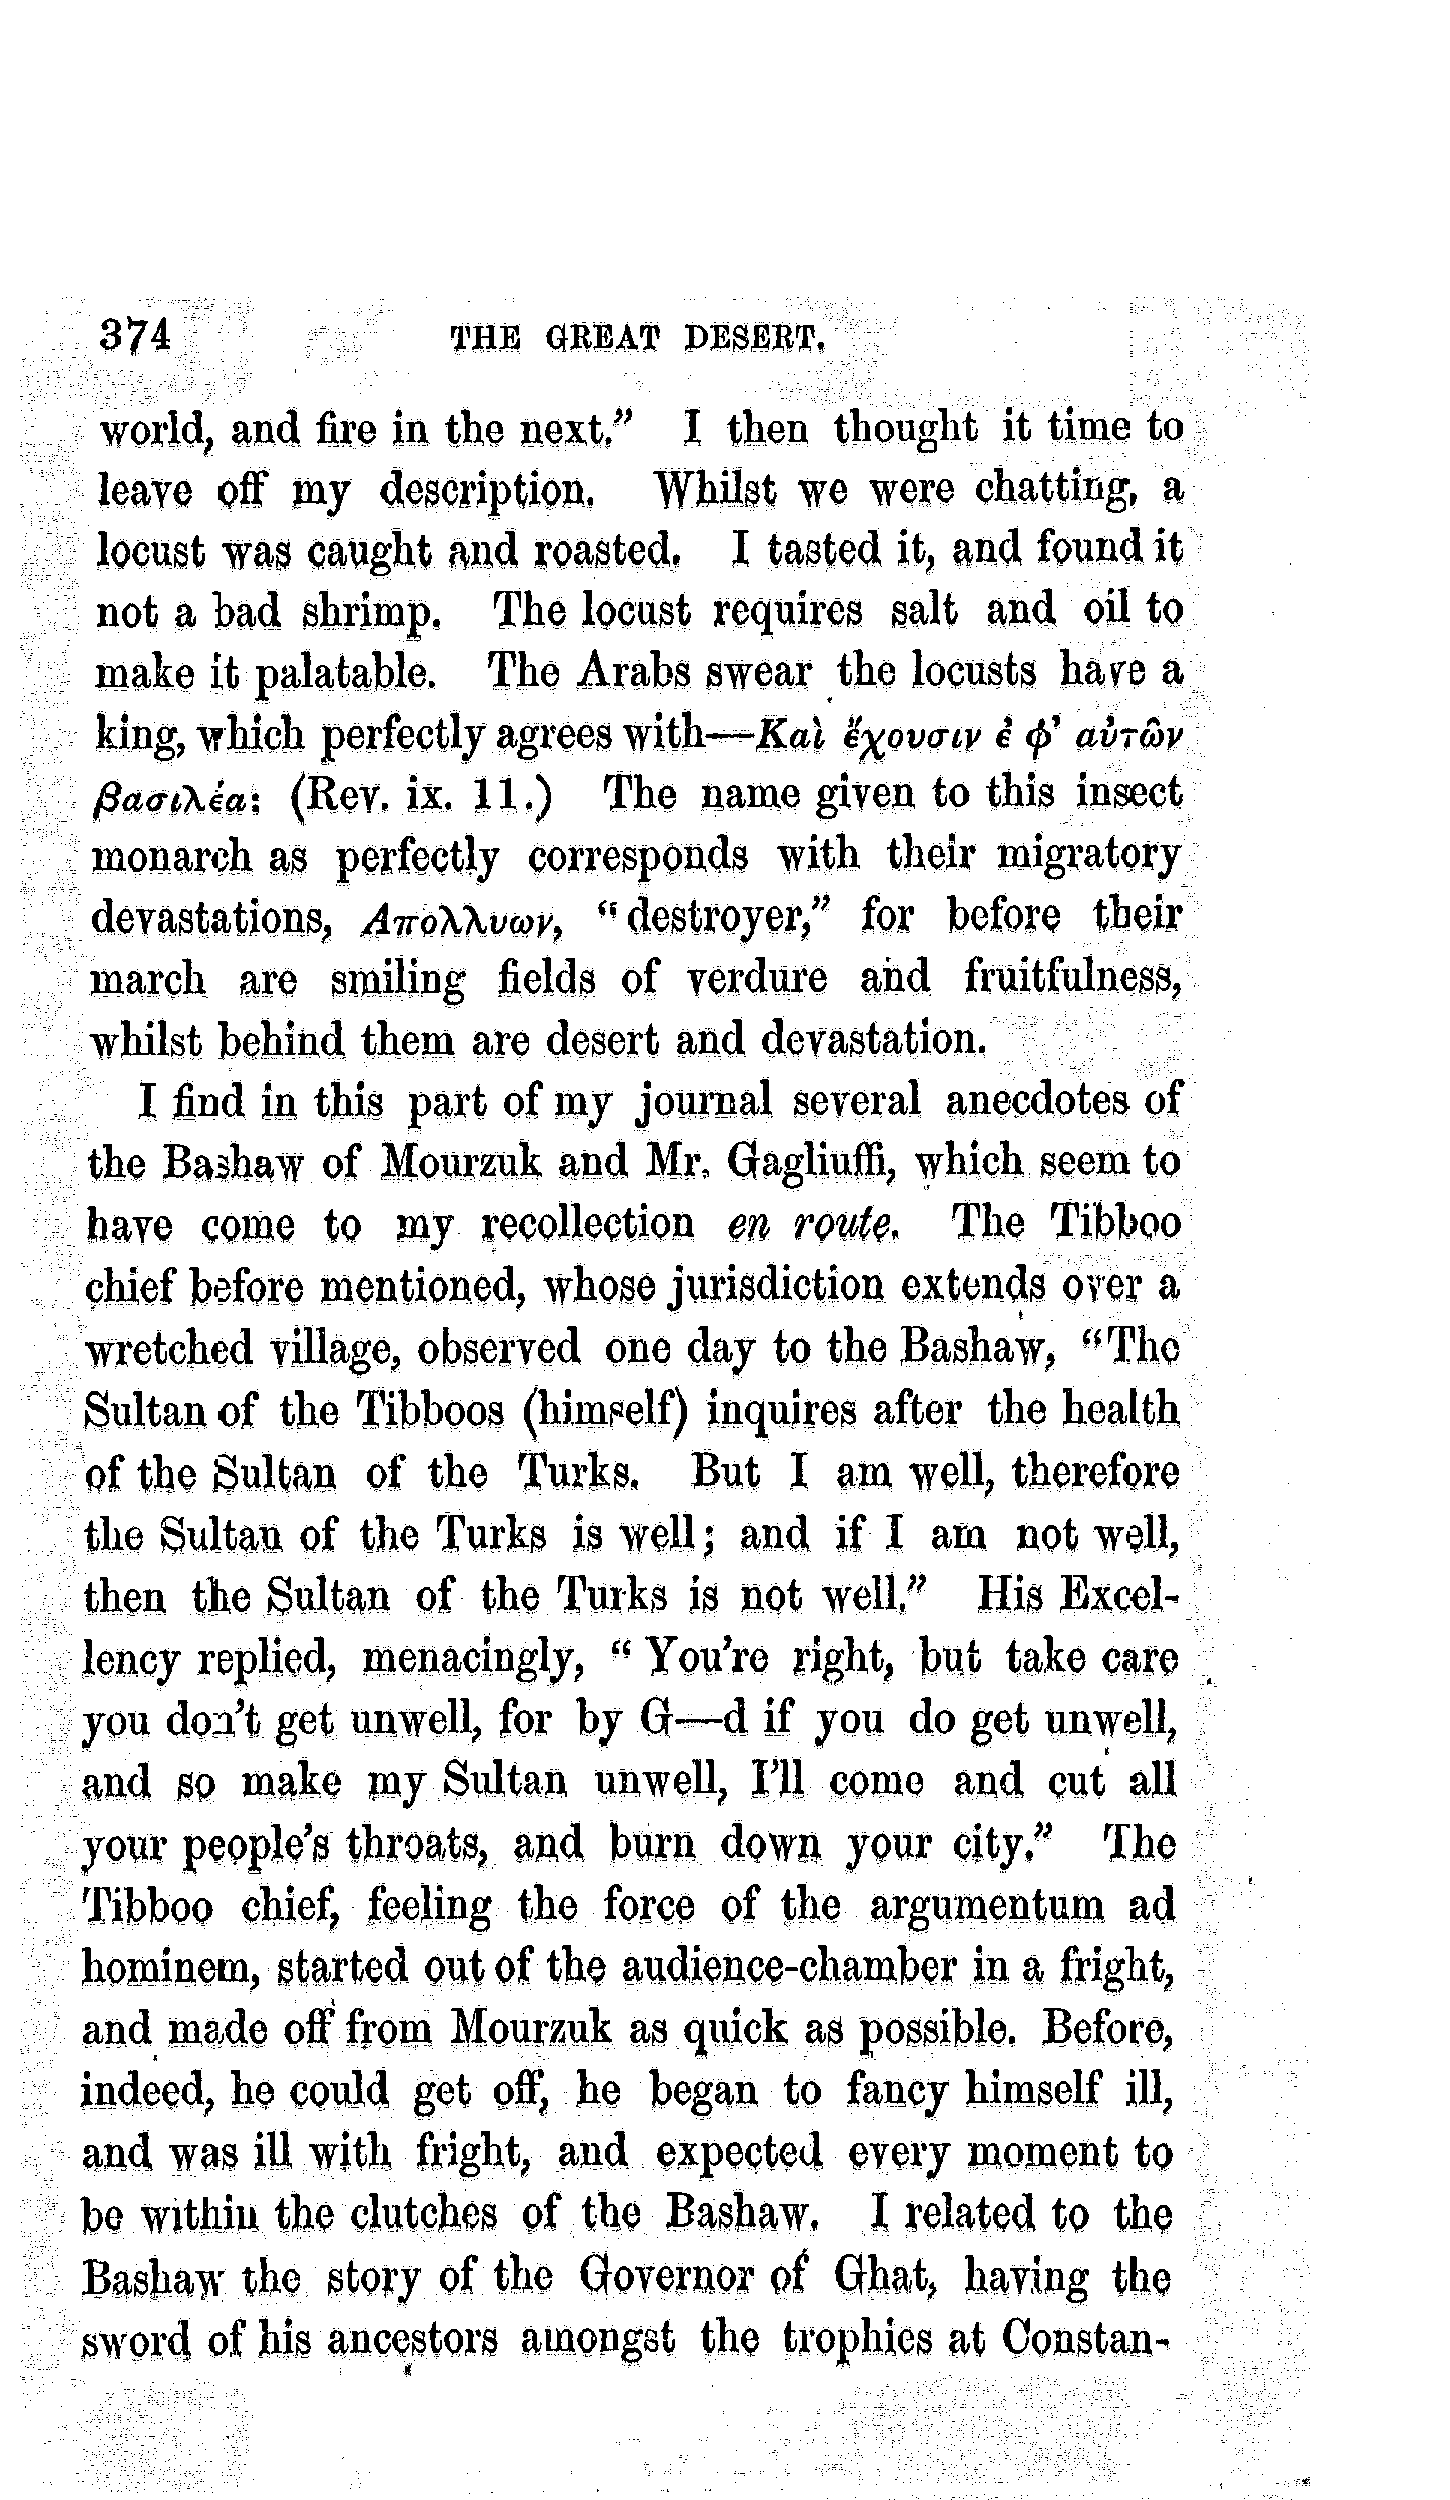 374 THE GREAT DESERT.
world, and fire in the next.” I then thought it time to
leave off my description. Whilst we were chatting, a
locust was caught and roasted. I tasted it, and found it
not a bad shrimp. The locust requires salt and oil to
make it palatable. The Arabs swear the locusts have a
king, which perfectly agrees with—Καὶ ἔχουσιν ἐ φ’ αὐτῶν
βασιλέα: (Rev. ix. 11.) The name given to this insect
monarch as perfectly corresponds with their migratory
devastations, Απολλυων, “destroyer,” for before their
march are smiling fields of verdure and fruitfulness,
whilst behind them are desert and devastation.
I find in this part of my journal several anecdotes of
the Bashaw of Mourzuk and Mr. Gagliuffi, which seem to
have come to my recollection en route. The Tibboo
chief before mentioned, whose jurisdiction extends over a
wretched village, observed one day to the Bashaw, “The
Sultan of the Tibboos (himself) inquires after the health
of the Sultan of the Turks. But I am well, therefore
the Sultan of the Turks is well; and if I am not well,
then the Sultan of the Turks is not well.” His Excel-
lency replied, menacingly, “You’re right, but take care
you don’t get unwell, for by G—d if you do get unwell,
and so make my Sultan unwell, I’ll come and cut all
your people’s throats, and burn down your city.” The
Tibboo chief, feeling the force of the argumentum ad
hominem, started out of the audience-chamber in a fright,
and made off from Mourzuk as quick as possible. Before,
indeed, he could get off, he began to fancy himself ill,
and was ill with fright, and expected every moment to
be within the clutches of the Bashaw. I related to the
Bashaw the story of the Governor of Ghat, having the
sword of his ancestors amongst the trophies at Constan-